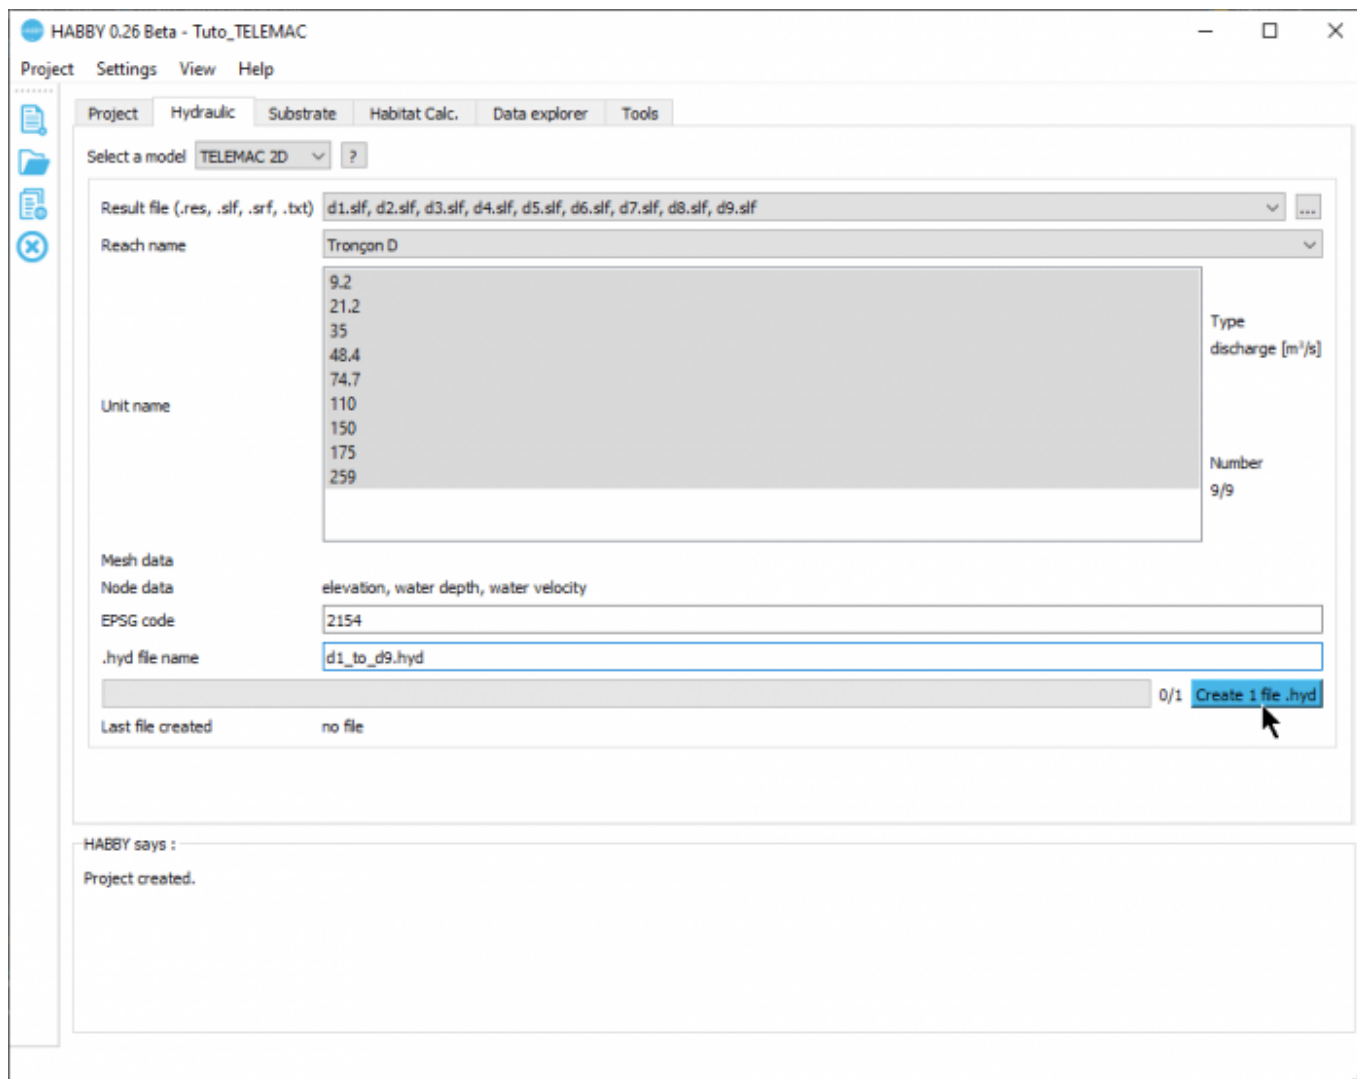 HABBY 0.26 Beta - Tuto_TELEMAC
Project Settings View Help
Project Hydraulic Substrate Habitat Calc. Data explorer Tools
Select a model TELEMAC 2D ?
Result file (.res, .slf, .srf, .txt) d1.slf, d2.slf, d3.slf, d4.slf, d5.slf, d6.slf, d7.slf, d8.slf, d9.slf ...
Reach name Tronçon D
9.2
21.2
35
Type
discharge [m³/s]
48.4
74.7
Unit name 110
150
175
Number
259
9/9
Mesh data
Node data elevation, water depth, water velocity
EPSG code 2154
.hyd file name d1_to_d9.hyd
0/1 Create 1 file .hyd
Last file created no file
HABBY says :
Project created.